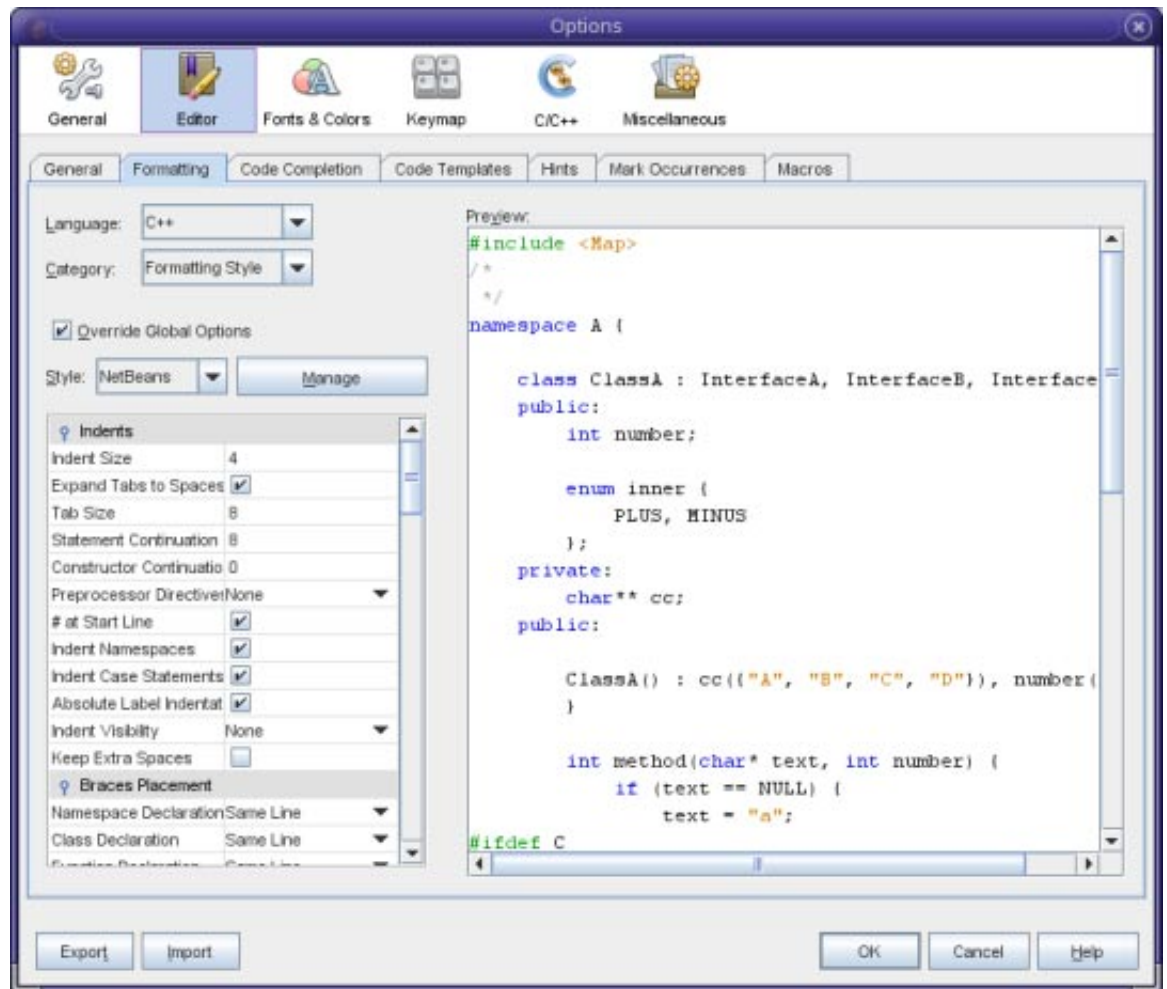 Options
General Editor Fonts & Colors Keymap C/C++ Miscellaneous
General Formatting Code Completion Code Templates Hints Mark Occurrences Macros
Language: C++
Category: Formatting Style
Override Global Options
Style: NetBeans Manage
Indents
Indent Size 4
Expand Tabs to Spaces
Tab Size 8
Statement Continuation 8
Constructor Continuatio 0
Preprocessor Directives None
# at Start Line
Indent Namespaces
Indent Case Statements
Absolute Label Indentat
Indent Visibility None
Keep Extra Spaces
Braces Placement
Namespace Declaration Same Line
Class Declaration Same Line
Preview:
#include <Map>
/*
 */
namespace A {
class ClassA : InterfaceA, InterfaceB, Interface
public:
int number;
enum inner {
PLUS, MINUS
};
private:
char** cc;
public:
ClassA() : cc({"A", "B", "C", "D"}), number(
}
int method(char* text, int number) {
if (text == NULL) {
text = "a";
#ifdef C
Export Import OK Cancel Help